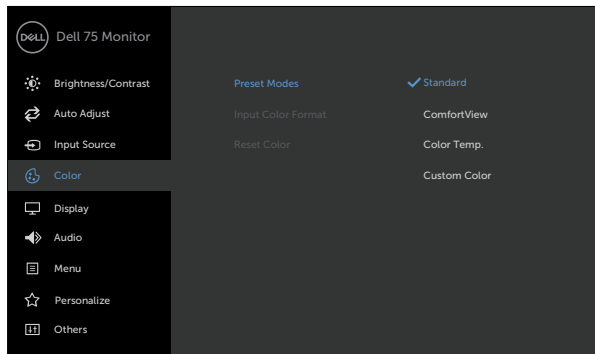 DELL Dell 75 Monitor
Brightness/Contrast
Auto Adjust
Input Source
Color
Display
Audio
Menu
Personalize
Others
Preset Modes
Input Color Format
Reset Color
Standard
ComfortView
Color Temp.
Custom Color